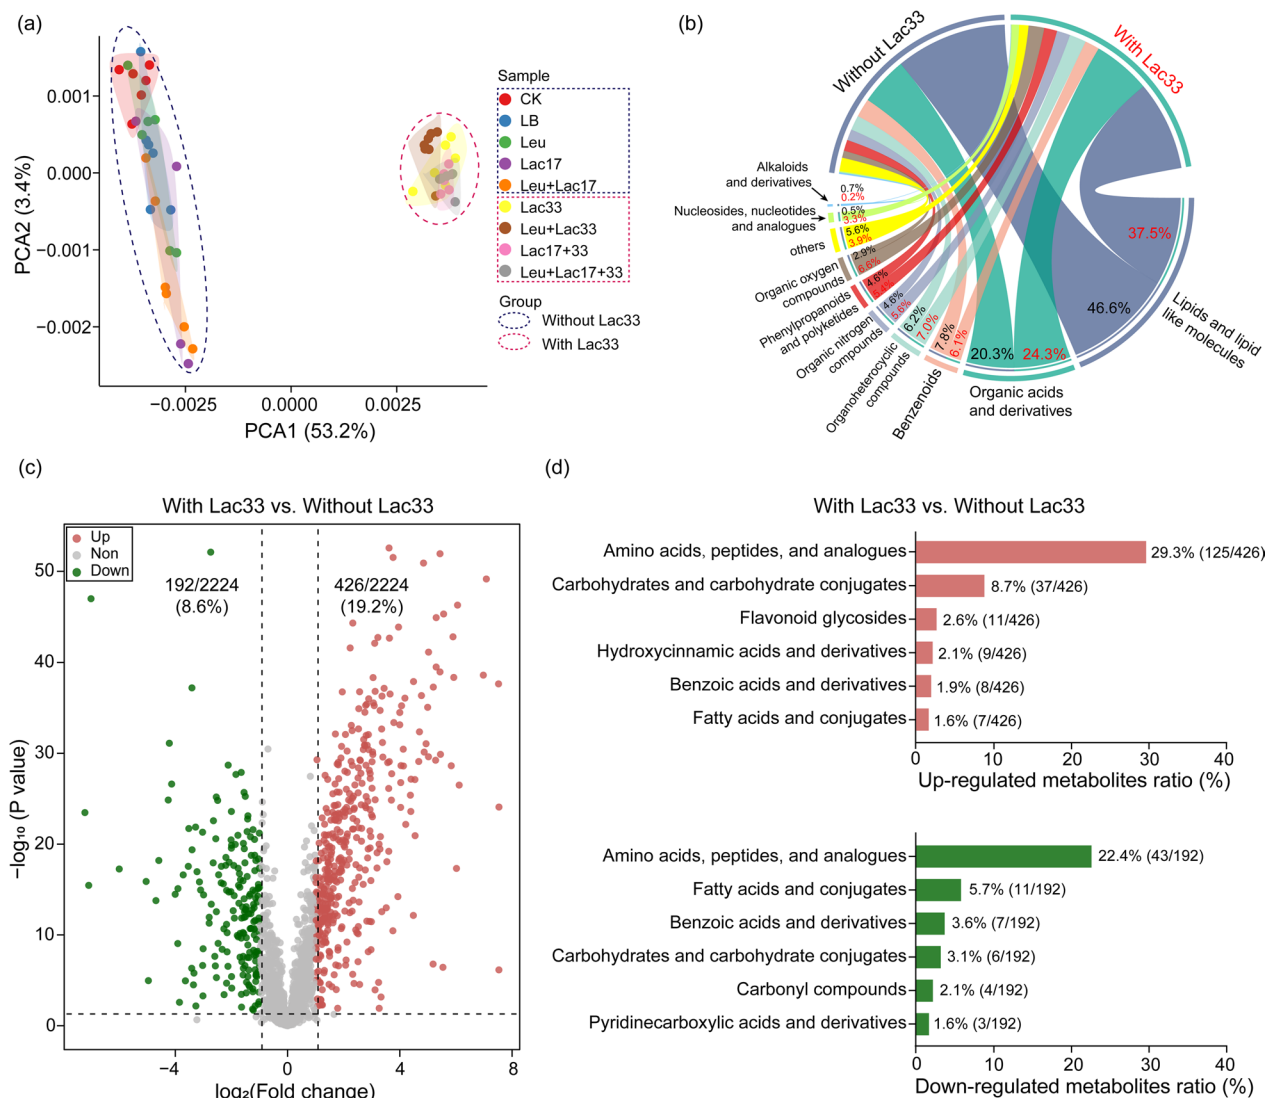 (a)
0.001
0.000
−0.001
−0.002
PCA2 (3.4%)
−0.0025
0.0000
0.0025
PCA1 (53.2%)
Sample
CK
LB
Leu
Lac17
Leu+Lac17
Lac33
Leu+Lac33
Lac17+33
Leu+Lac17+33
Group
Without Lac33
With Lac33
(b)
Without Lac33
With Lac33
Alkaloids
and derivatives
0.7%
0.2%
Nucleosides, nucleotides
and analogues
0.5%
3.3%
others
5.6%
3.9%
Organic oxygen
compounds
2.9%
6.6%
Phenylpropanoids
and polyketides
4.6%
Organic nitrogen
compounds
4.6%
5.6%
Organoheterocyclic
compounds
6.2%
7.0%
Benzenoids
7.8%
6.1%
20.3%
24.3%
Organic acids
and derivatives
46.6%
37.5%
Lipids and lipid
like molecules
(c)
With Lac33 vs. Without Lac33
Up
Non
Down
192/2224
(8.6%)
426/2224
(19.2%)
50
40
30
20
10
0
−log₁₀ (P value)
−4
0
4
8
log₂(Fold change)
(d)
With Lac33 vs. Without Lac33
Amino acids, peptides, and analogues
29.3% (125/426)
Carbohydrates and carbohydrate conjugates
8.7% (37/426)
Flavonoid glycosides
2.6% (11/426)
Hydroxycinnamic acids and derivatives
2.1% (9/426)
Benzoic acids and derivatives
1.9% (8/426)
Fatty acids and conjugates
1.6% (7/426)
0
10
20
30
40
Up-regulated metabolites ratio (%)
Amino acids, peptides, and analogues
22.4% (43/192)
Fatty acids and conjugates
5.7% (11/192)
Benzoic acids and derivatives
3.6% (7/192)
Carbohydrates and carbohydrate conjugates
3.1% (6/192)
Carbonyl compounds
2.1% (4/192)
Pyridinecarboxylic acids and derivatives
1.6% (3/192)
0
10
20
30
40
Down-regulated metabolites ratio (%)